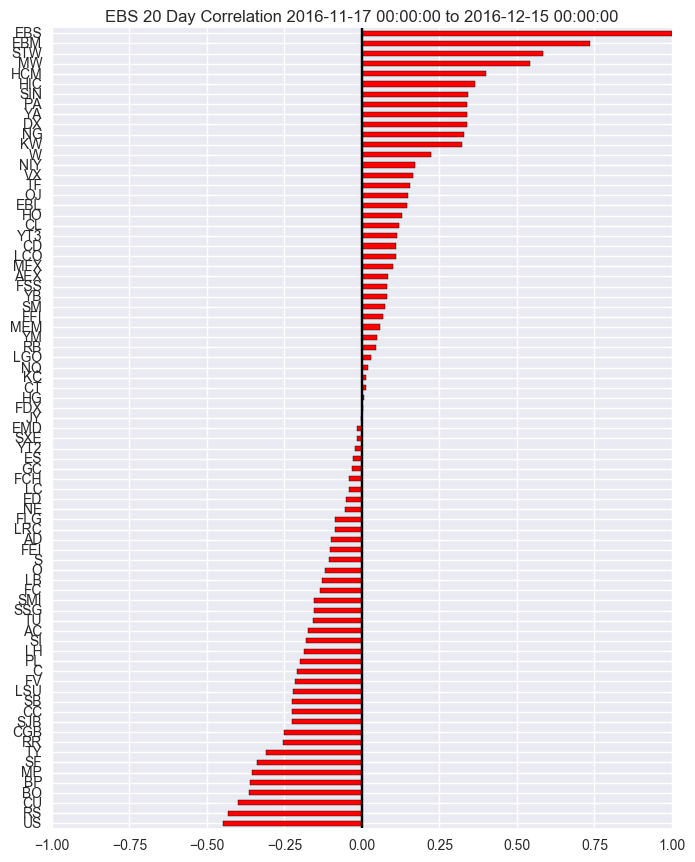 EBS 20 Day Correlation 2016-11-17 00:00:00 to 2016-12-15 00:00:00
EBS
EBM
STW
MW
HCM
HIC
SIN
PA
YA
DX
NG
KW
W
NIY
VX
TF
OJ
EBL
HO
CL
YT3
CD
LCO
MFX
AEX
FSS
YB
SM
FFI
MEM
YM
RB
LGO
NQ
KC
CT
HG
FDX
JY
EMD
SXE
YT2
ES
GC
FCH
LC
ED
NE
FLG
LRC
AD
FEI
S
O
LB
FC
SMI
SSG
TU
AC
SI
LH
PL
C
FV
LSU
SB
CC
SJB
CGB
RR
TY
SF
MP
BP
BO
CU
RS
US
−1.00 −0.75 −0.50 −0.25 0.00 0.25 0.50 0.75 1.00